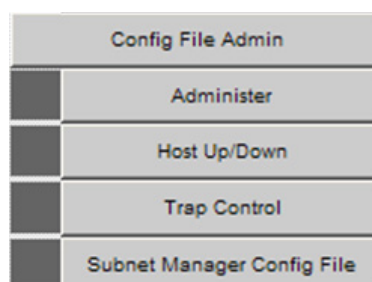 Config File Admin
Administer
Host Up/Down
Trap Control
Subnet Manager Config File